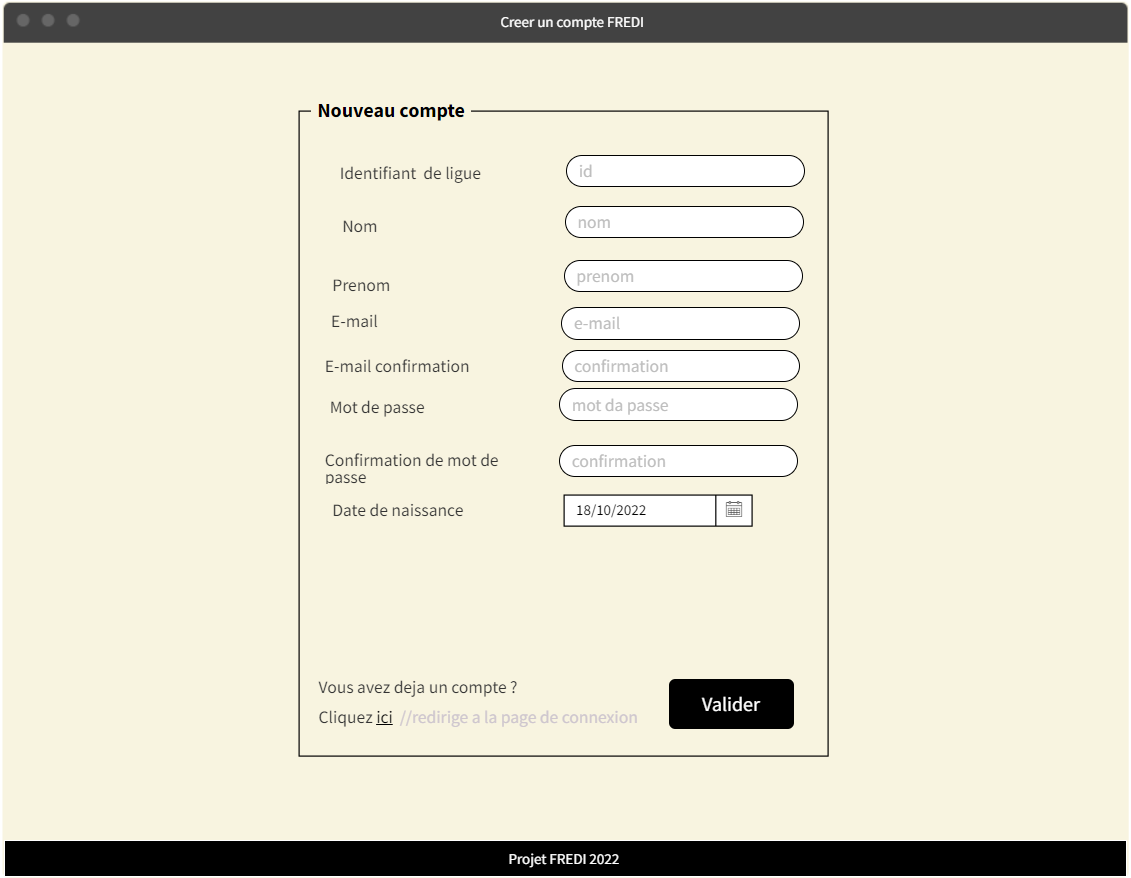 Creer un compte FREDI
Nouveau compte
Identifiant de ligue
id
Nom
nom
Prenom
prenom
E-mail
e-mail
E-mail confirmation
confirmation
Mot de passe
mot da passe
Confirmation de mot de
passe
confirmation
Date de naissance
18/10/2022
Vous avez deja un compte ?
Cliquez ici //redirige a la page de connexion
Valider
Projet FREDI 2022